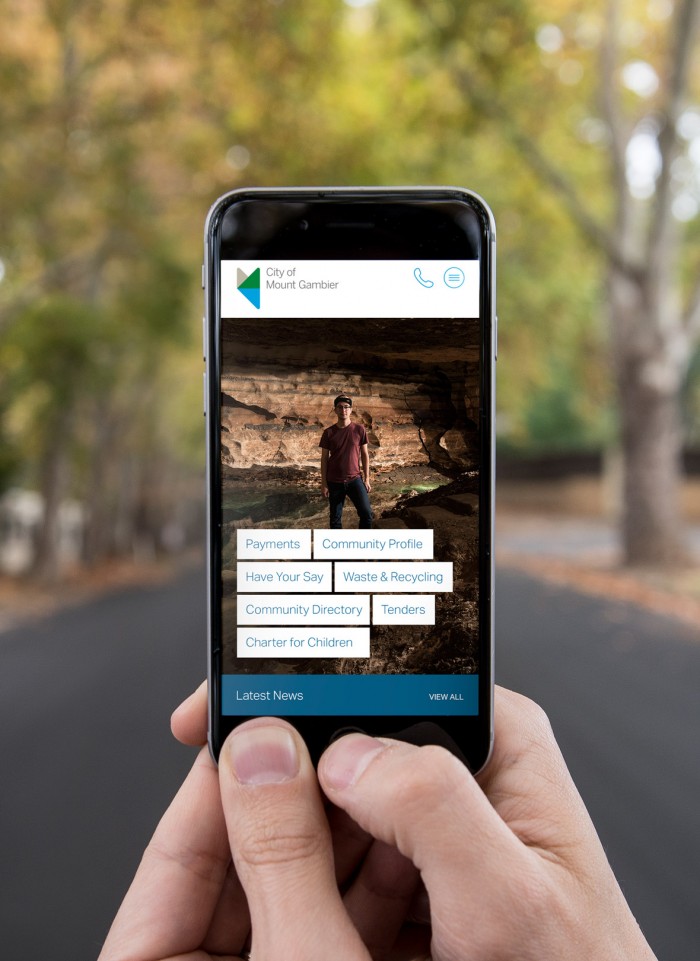 City of
Mount Gambier
Payments
Community Profile
Have Your Say
Waste & Recycling
Community Directory
Tenders
Charter for Children
Latest News
VIEW ALL